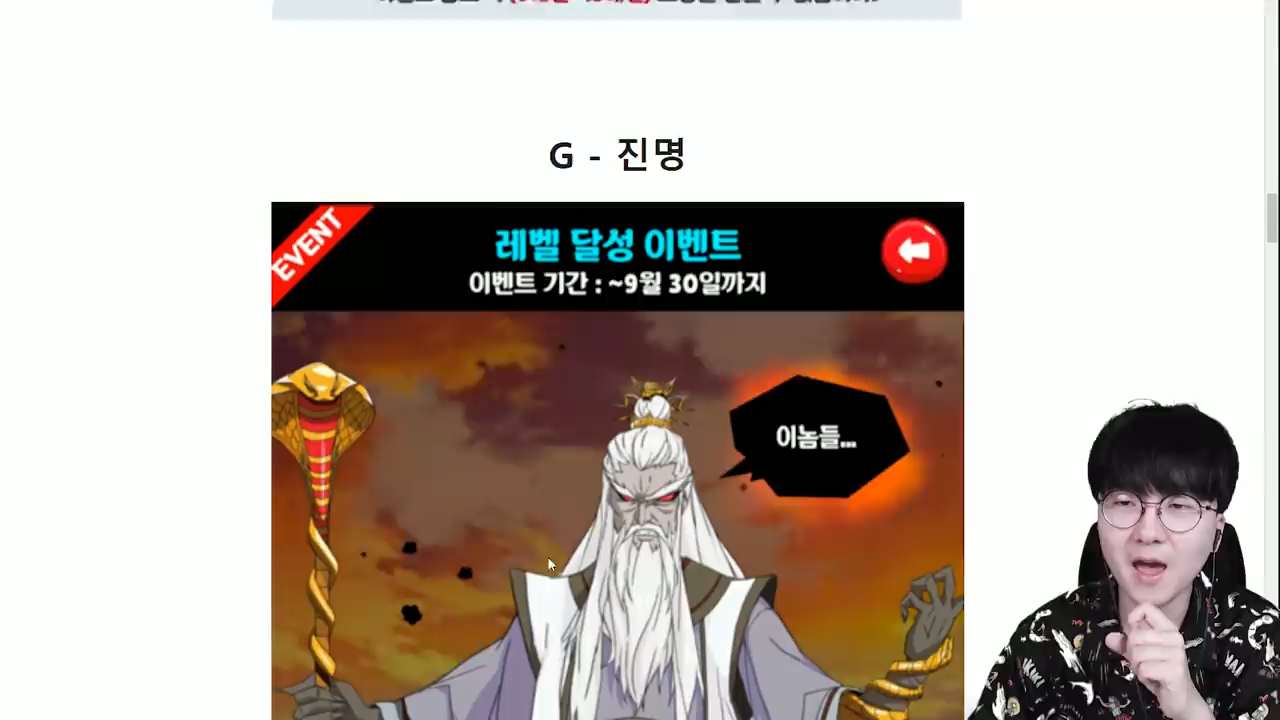 G - 진명
EVENT
레벨 달성 이벤트
이벤트 기간 : ~9월 30일까지
이놈들...